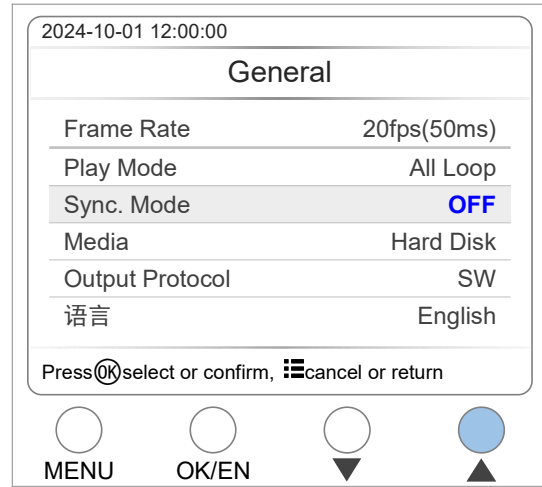 2024-10-01 12:00:00
General
Frame Rate 20fps(50ms)
Play Mode All Loop
Sync. Mode OFF
Media Hard Disk
Output Protocol SW
语言 English
Press OK select or confirm, cancel or return
MENU OK/EN